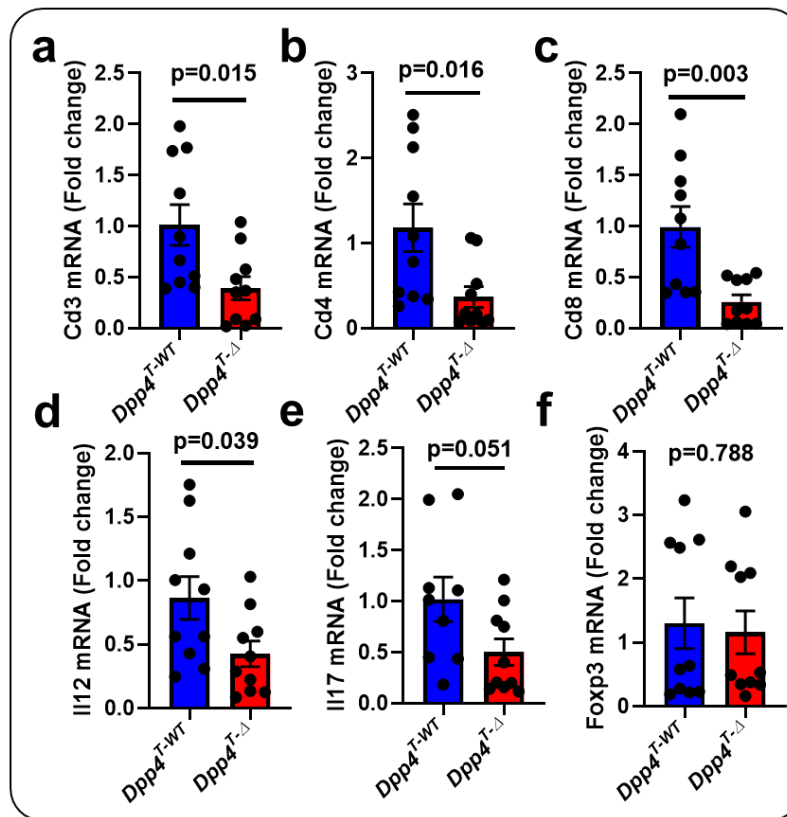 a
p=0.015
Cd3 mRNA (Fold change)
2.5
2.0
1.5
1.0
0.5
0.0
Dpp4T-WT
Dpp4T-Δ
b
p=0.016
Cd4 mRNA (Fold change)
3
2
1
0
Dpp4T-WT
Dpp4T-Δ
c
p=0.003
Cd8 mRNA (Fold change)
2.5
2.0
1.5
1.0
0.5
0.0
Dpp4T-WT
Dpp4T-Δ
d
p=0.039
Il12 mRNA (Fold change)
2.0
1.5
1.0
0.5
0.0
Dpp4T-WT
Dpp4T-Δ
e
p=0.051
Il17 mRNA (Fold change)
2.5
2.0
1.5
1.0
0.5
0.0
Dpp4T-WT
Dpp4T-Δ
f
p=0.788
Foxp3 mRNA (Fold change)
4
3
2
1
0
Dpp4T-WT
Dpp4T-Δ